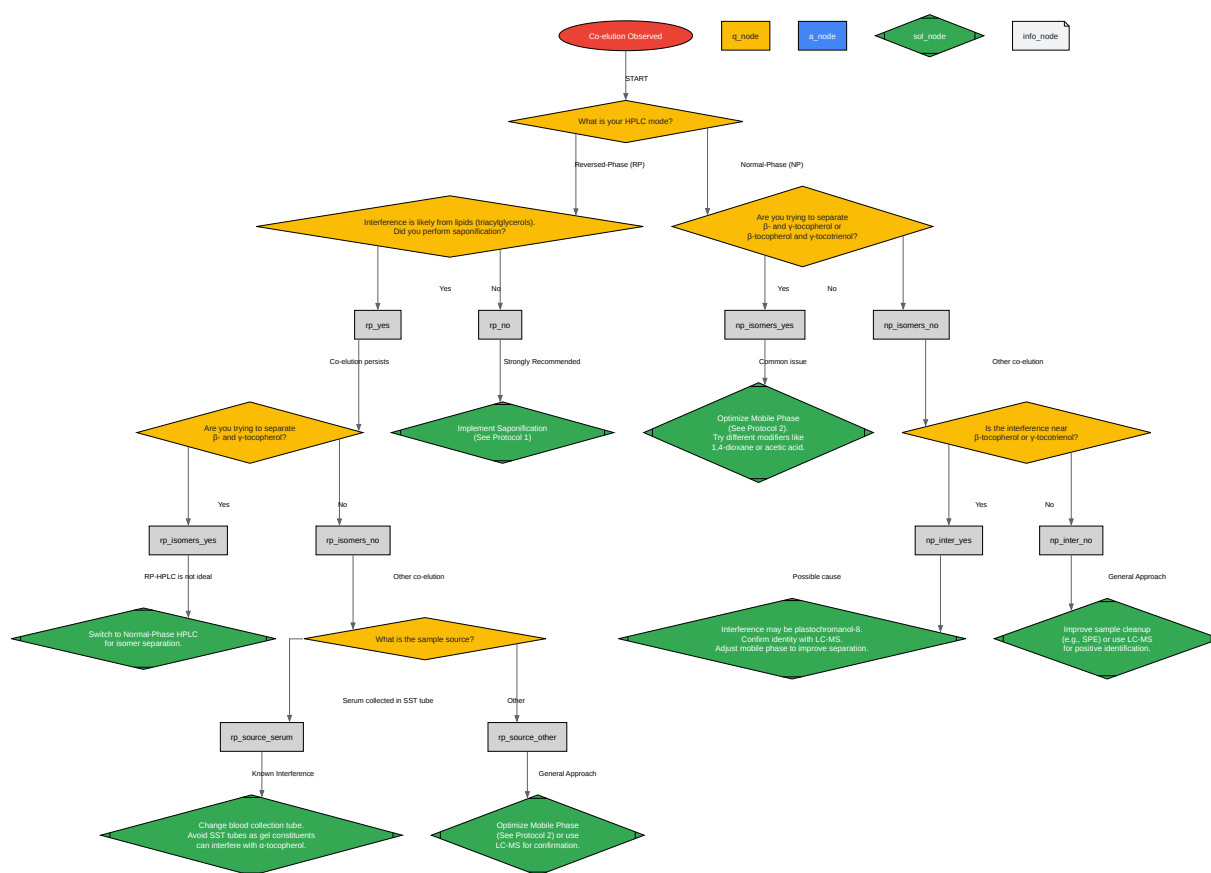 Co-elution Observed
q_node
a_node
sol_node
info_node
START
What is your HPLC mode?
Reversed-Phase (RP)
Normal-Phase (NP)
Interference is likely from lipids (triacylglycerols).
Did you perform saponification?
Are you trying to separate
β- and γ-tocopherol or
β-tocopherol and γ-tocotrienol?
Yes
No
Yes
No
rp_yes
rp_no
np_isomers_yes
np_isomers_no
Co-elution persists
Strongly Recommended
Common issue
Other co-elution
Are you trying to separate
β- and γ-tocopherol?
Implement Saponification
(See Protocol 1)
Optimize Mobile Phase
(See Protocol 2).
Try different modifiers like
1,4-dioxane or acetic acid.
Is the interference near
β-tocopherol or γ-tocotrienol?
Yes
No
Yes
No
rp_isomers_yes
rp_isomers_no
np_inter_yes
np_inter_no
RP-HPLC is not ideal
Other co-elution
Possible cause
General Approach
Switch to Normal-Phase HPLC
for isomer separation.
What is the sample source?
Interference may be plastochromanol-8.
Confirm identity with LC-MS.
Adjust mobile phase to improve separation.
Improve sample cleanup
(e.g., SPE) or use LC-MS
for positive identification.
Serum collected in SST tube
Other
rp_source_serum
rp_source_other
Known Interference
General Approach
Change blood collection tube.
Avoid SST tubes as gel constituents
can interfere with α-tocopherol.
Optimize Mobile Phase
(See Protocol 2) or use
LC-MS for confirmation.